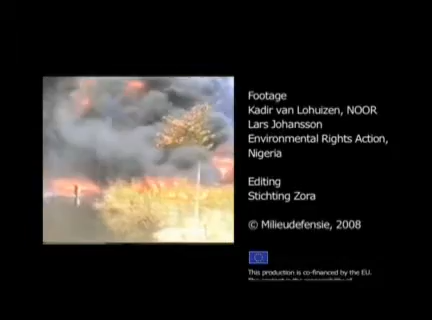 Footage
Kadir van Lohuizen, NOOR
Lars Johansson
Environmental Rights Action,
Nigeria
Editing
Stichting Zora
© Milieudefensie, 2008
This production is co-financed by the EU.